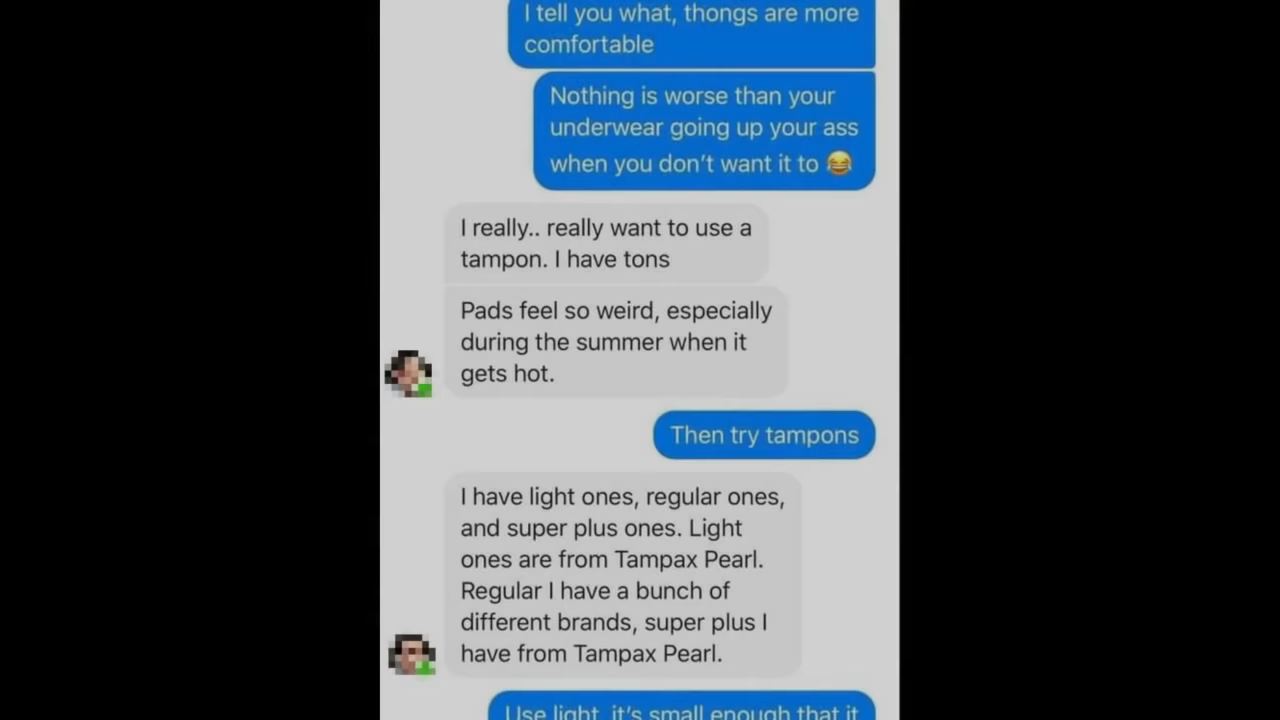 I tell you what, thongs are more
comfortable
Nothing is worse than your
underwear going up your ass
when you don't want it to 😂
I really.. really want to use a
tampon. I have tons
Pads feel so weird, especially
during the summer when it
gets hot.
Then try tampons
I have light ones, regular ones,
and super plus ones. Light
ones are from Tampax Pearl.
Regular I have a bunch of
different brands, super plus I
have from Tampax Pearl.
Use light, it's small enough that it